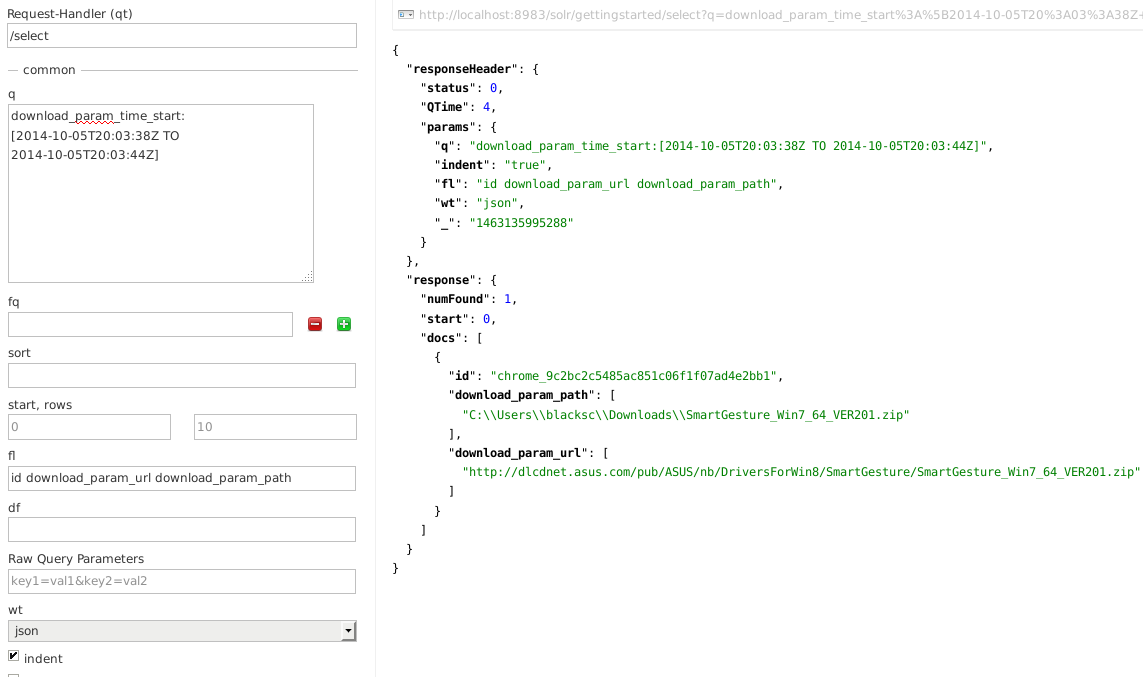 Request-Handler (qt)
/select
common
q
download_param_time_start:
[2014-10-05T20:03:38Z TO
2014-10-05T20:03:44Z]
fq
sort
start, rows
0
10
fl
id download_param_url download_param_path
df
Raw Query Parameters
key1=val1&key2=val2
wt
json
indent
http://localhost:8983/solr/gettingstarted/select?q=download_param_time_start%3A%5B2014-10-05T20%3A03%3A38Z+
{
"responseHeader": {
"status": 0,
"QTime": 4,
"params": {
"q": "download_param_time_start:[2014-10-05T20:03:38Z TO 2014-10-05T20:03:44Z]",
"indent": "true",
"fl": "id download_param_url download_param_path",
"wt": "json",
"_": "1463135995288"
}
},
"response": {
"numFound": 1,
"start": 0,
"docs": [
{
"id": "chrome_9c2bc2c5485ac851c06f1f07ad4e2bb1",
"download_param_path": [
"C:\\Users\\blacksc\\Downloads\\SmartGesture_Win7_64_VER201.zip"
],
"download_param_url": [
"http://dlcdnet.asus.com/pub/ASUS/nb/DriversForWin8/SmartGesture/SmartGesture_Win7_64_VER201.zip"
]
}
]
}
}